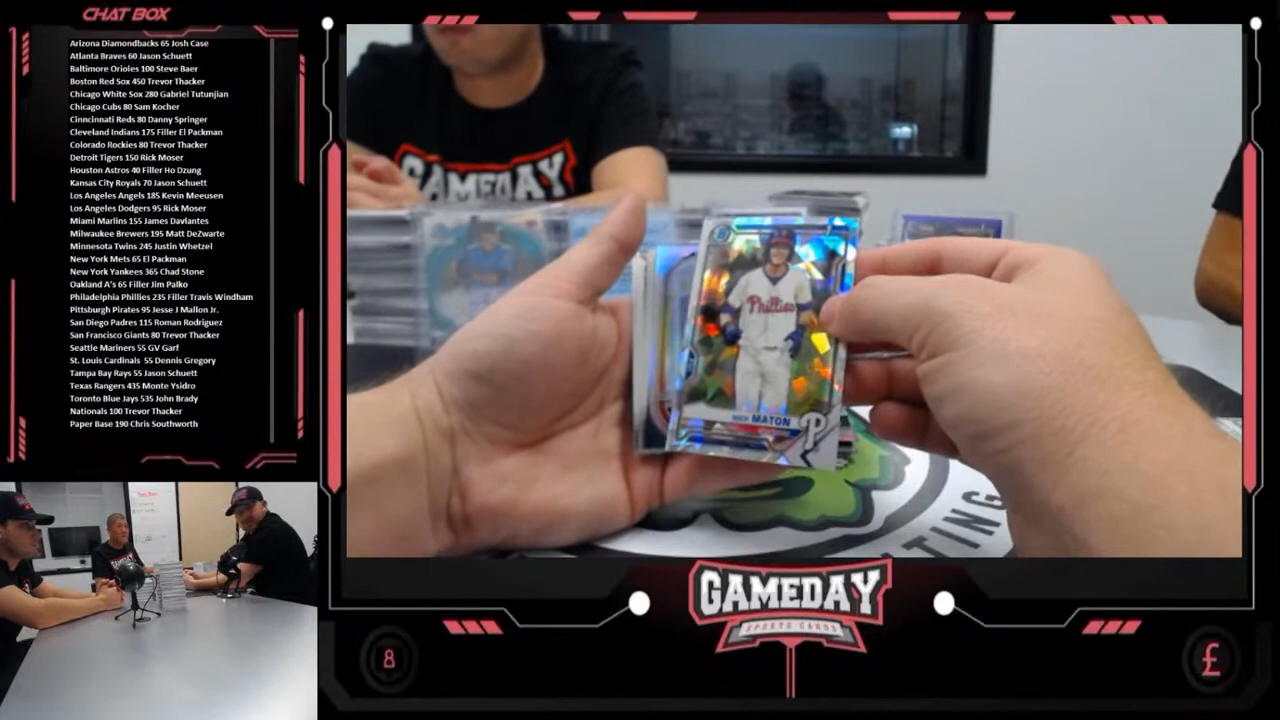 CHAT BOX
Arizona Diamondbacks 65 Josh Case
Atlanta Braves 60 Jason Schuett
Baltimore Orioles 100 Steve Baer
Boston Red Sox 450 Trevor Thacker
Chicago White Sox 280 Gabriel Tutunjian
Chicago Cubs 80 Sam Kocher
Cinncinnati Reds 80 Danny Springer
Cleveland Indians 175 Filler El Packman
Colorado Rockies 80 Trevor Thacker
Detroit Tigers 150 Rick Moser
Houston Astros 40 Filler Ho Dzung
Kansas City Royals 70 Jason Schuett
Los Angeles Angels 185 Kevin Meeusen
Los Angeles Dodgers 95 Rick Moser
Miami Marlins 155 James Davlantes
Milwaukee Brewers 195 Matt DeZwarte
Minnesota Twins 245 Justin Whetzel
New York Mets 65 El Packman
New York Yankees 365 Chad Stone
Oakland A's 65 Filler Jim Palko
Philadelphia Phillies 235 Filler Travis Windham
Pittsburgh Pirates 95 Jesse J Mallon Jr.
San Diego Padres 115 Roman Rodriguez
San Francisco Giants 80 Trevor Thacker
Seattle Mariners 55 GV Garf
St. Louis Cardinals 55 Dennis Gregory
Tampa Bay Rays 55 Jason Schuett
Texas Rangers 435 Monte Ysidro
Toronto Blue Jays 535 John Brady
Nationals 100 Trevor Thacker
Paper Base 190 Chris Southworth
GAMEDAY
Phillies
NICK MATON
P
TING
GAMEDAY
SPORTS CARDS
8
£